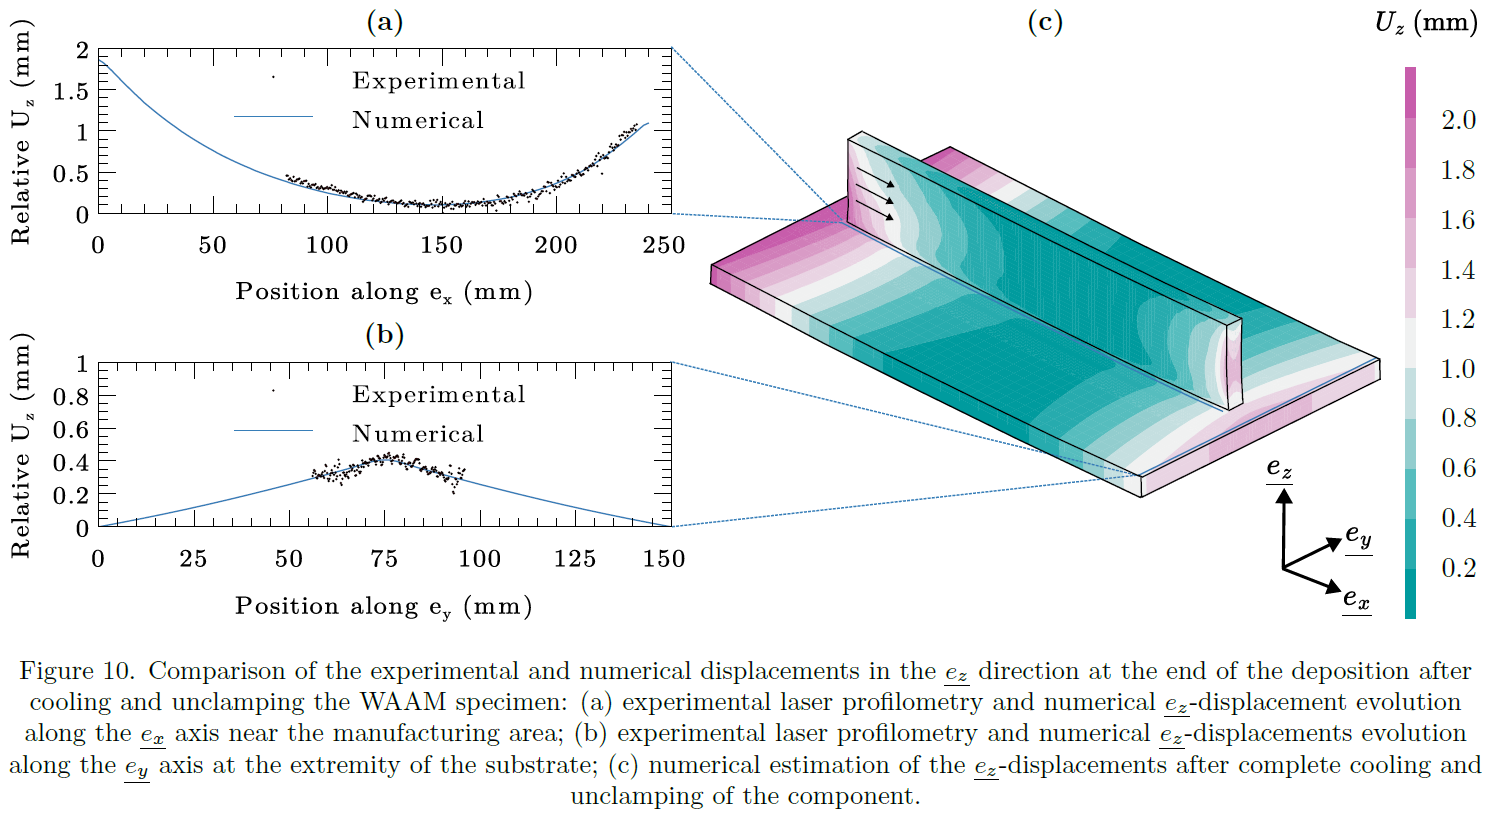 (a)
Relative U_z (mm)
2
1.5
1
0.5
0
Experimental
Numerical
0 50 100 150 200 250
Position along e_x (mm)
(b)
Relative U_z (mm)
1
0.8
0.6
0.4
0.2
0
Experimental
Numerical
0 25 50 75 100 125 150
Position along e_y (mm)
(c)
U_z (mm)
2.0
1.8
1.6
1.4
1.2
1.0
0.8
0.6
0.4
0.2
e_z
e_y
e_x
Figure 10. Comparison of the experimental and numerical displacements in the e_z direction at the end of the deposition after
cooling and unclamping the WAAM specimen: (a) experimental laser profilometry and numerical e_z-displacement evolution
along the e_x axis near the manufacturing area; (b) experimental laser profilometry and numerical e_z-displacements evolution
along the e_y axis at the extremity of the substrate; (c) numerical estimation of the e_z-displacements after complete cooling and
unclamping of the component.